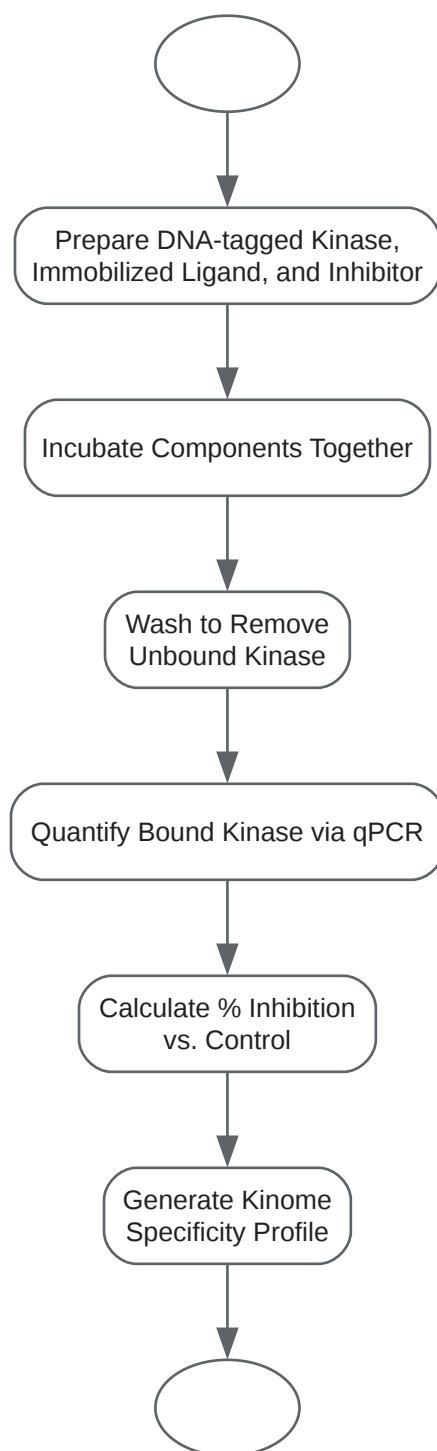 Prepare DNA-tagged Kinase,
Immobilized Ligand, and Inhibitor
Incubate Components Together
Wash to Remove
Unbound Kinase
Quantify Bound Kinase via qPCR
Calculate % Inhibition
vs. Control
Generate Kinome
Specificity Profile